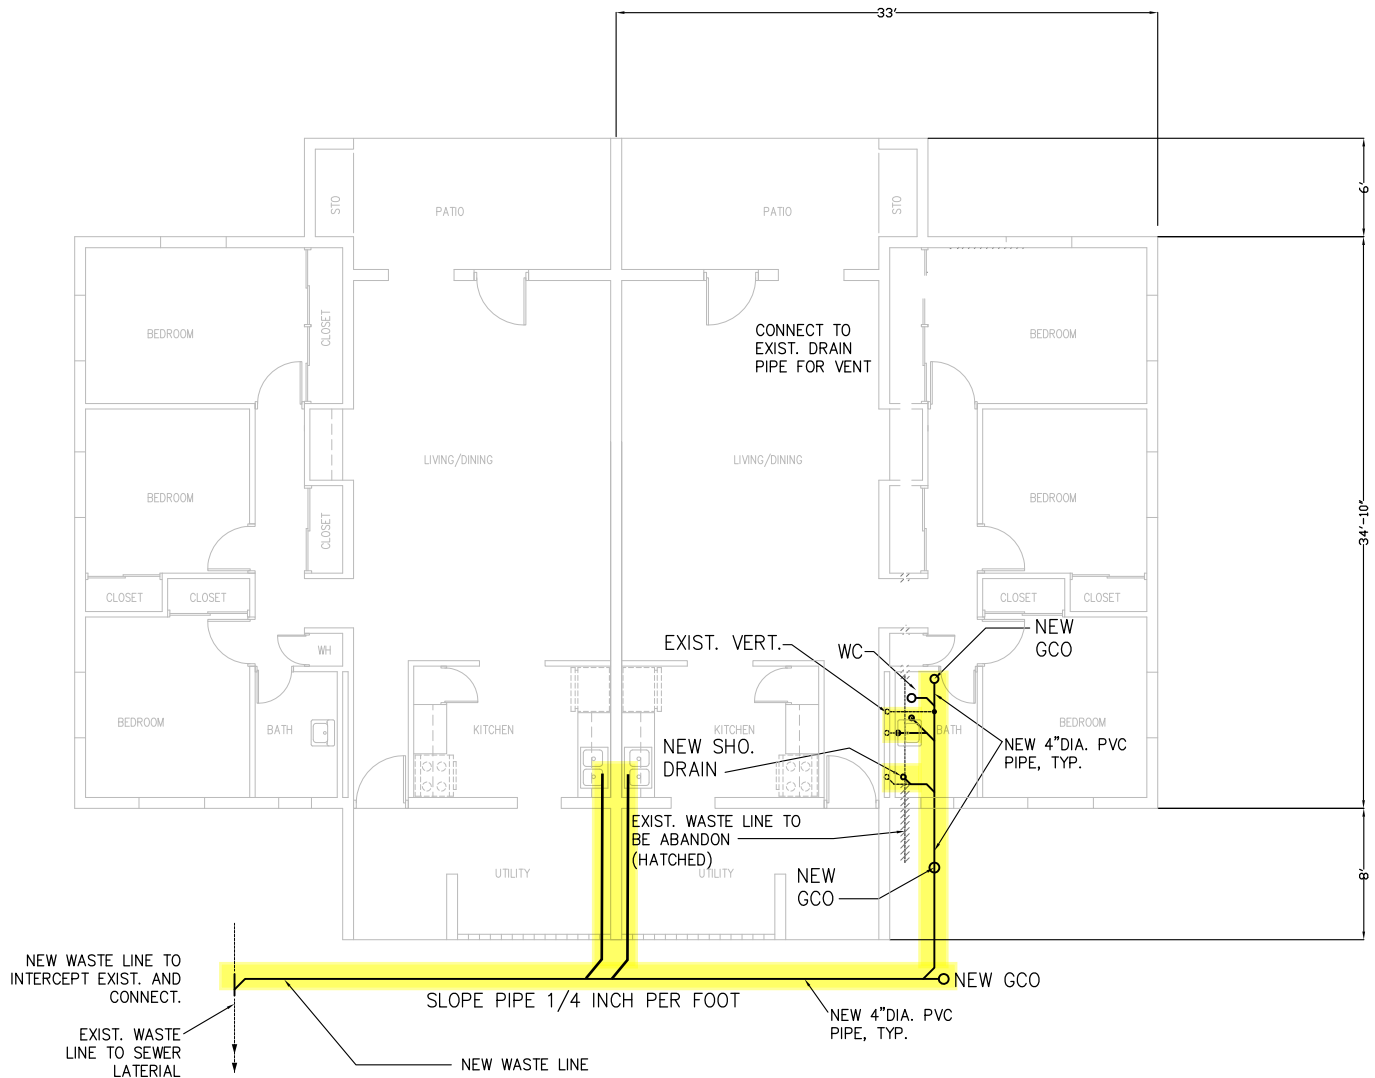 33'
6'
STO
PATIO
PATIO
STO
BEDROOM
CLOSET
CONNECT TO
EXIST. DRAIN
PIPE FOR VENT
BEDROOM
LIVING/DINING
LIVING/DINING
BEDROOM
CLOSET
BEDROOM
34'-10"
CLOSET
CLOSET
CLOSET
CLOSET
WH
EXIST. VERT.
WC
NEW
GCO
BEDROOM
BATH
KITCHEN
KITCHEN
BATH
BEDROOM
NEW SHO.
DRAIN
NEW 4"DIA. PVC
PIPE, TYP.
EXIST. WASTE LINE TO
BE ABANDON
(HATCHED)
UTILITY
UTILITY
NEW
GCO
8'
NEW WASTE LINE TO
INTERCEPT EXIST. AND
CONNECT.
NEW GCO
SLOPE PIPE 1/4 INCH PER FOOT
NEW 4"DIA. PVC
PIPE, TYP.
EXIST. WASTE
LINE TO SEWER
LATERIAL
NEW WASTE LINE